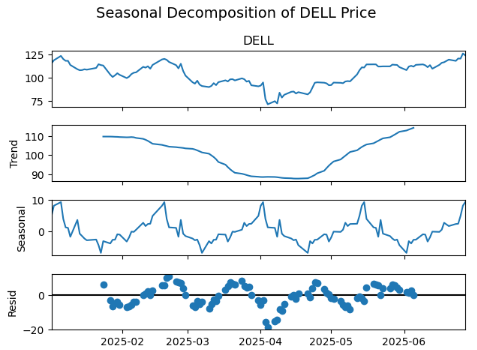 Seasonal Decomposition of DELL Price
DELL
125
100
75
Trend
110
100
90
Seasonal
10
0
Resid
0
−20
2025-02 2025-03 2025-04 2025-05 2025-06